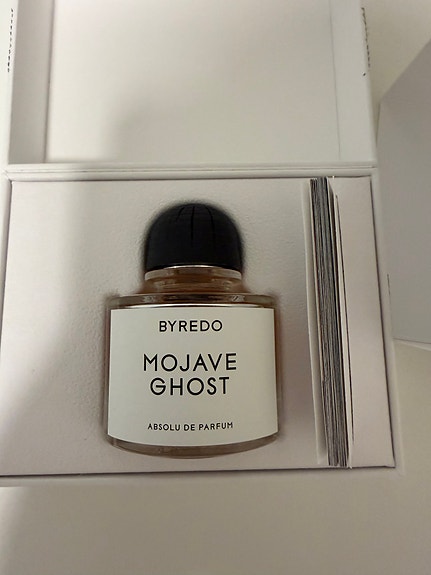 BYREDO
MOJAVE
GHOST
ABSOLU DE PARFUM